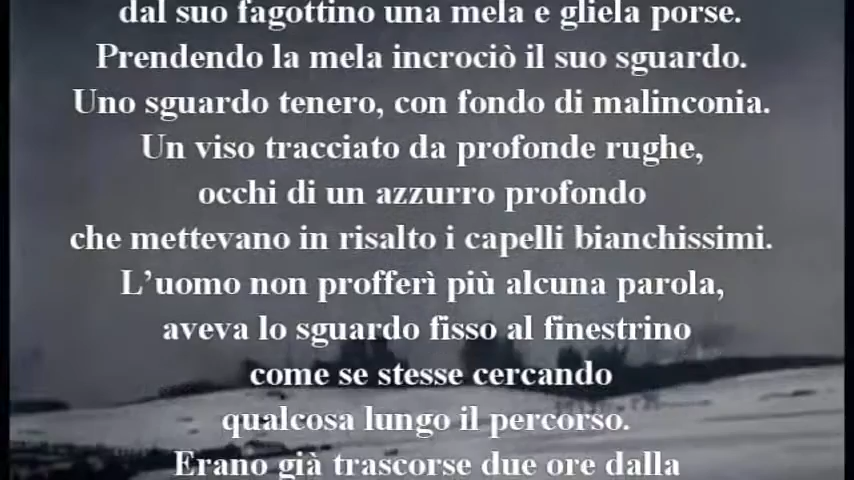 dal suo fagottino una mela e gliela porse.
Prendendo la mela incrociò il suo sguardo.
Uno sguardo tenero, con fondo di malinconia.
Un viso tracciato da profonde rughe,
occhi di un azzurro profondo
che mettevano in risalto i capelli bianchissimi.
L’uomo non profferì più alcuna parola,
aveva lo sguardo fisso al finestrino
come se stesse cercando
qualcosa lungo il percorso.
Erano già trascorse due ore dalla